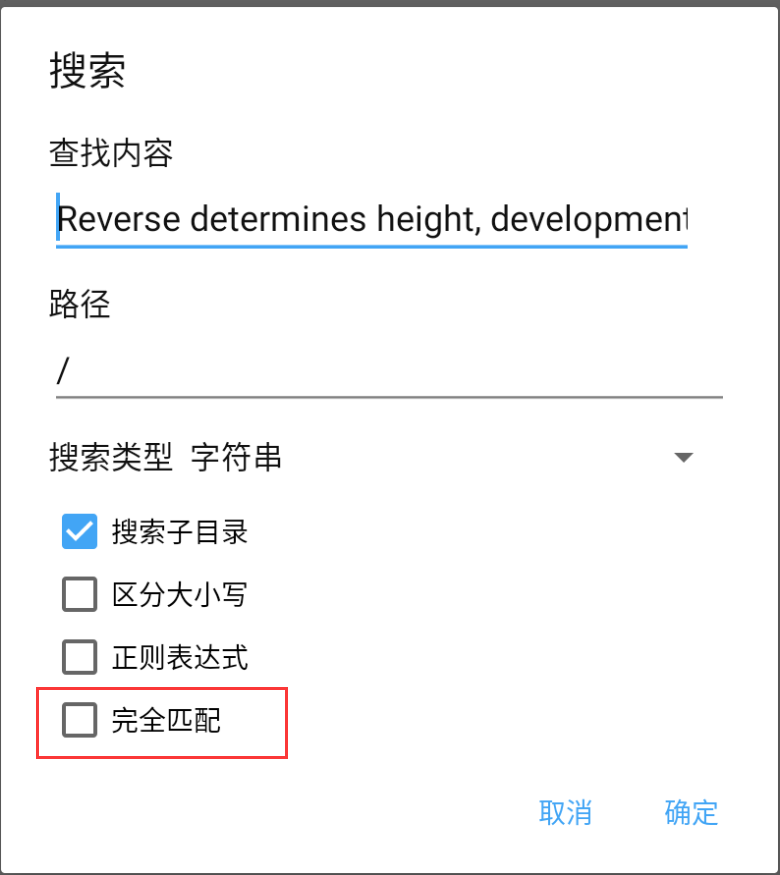 搜索
查找内容
Reverse determines height, development
路径
/
搜索类型 字符串
搜索子目录
区分大小写
正则表达式
完全匹配
取消 确定